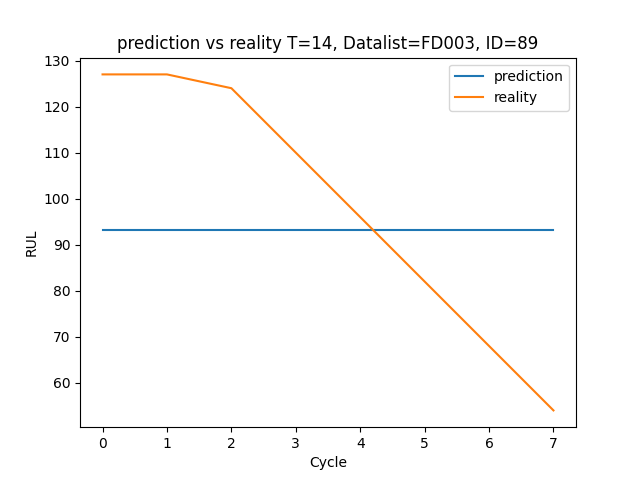 prediction vs reality T=14, Datalist=FD003, ID=89
prediction
reality
130
120
110
100
90
80
70
60
RUL
0 1 2 3 4 5 6 7
Cycle